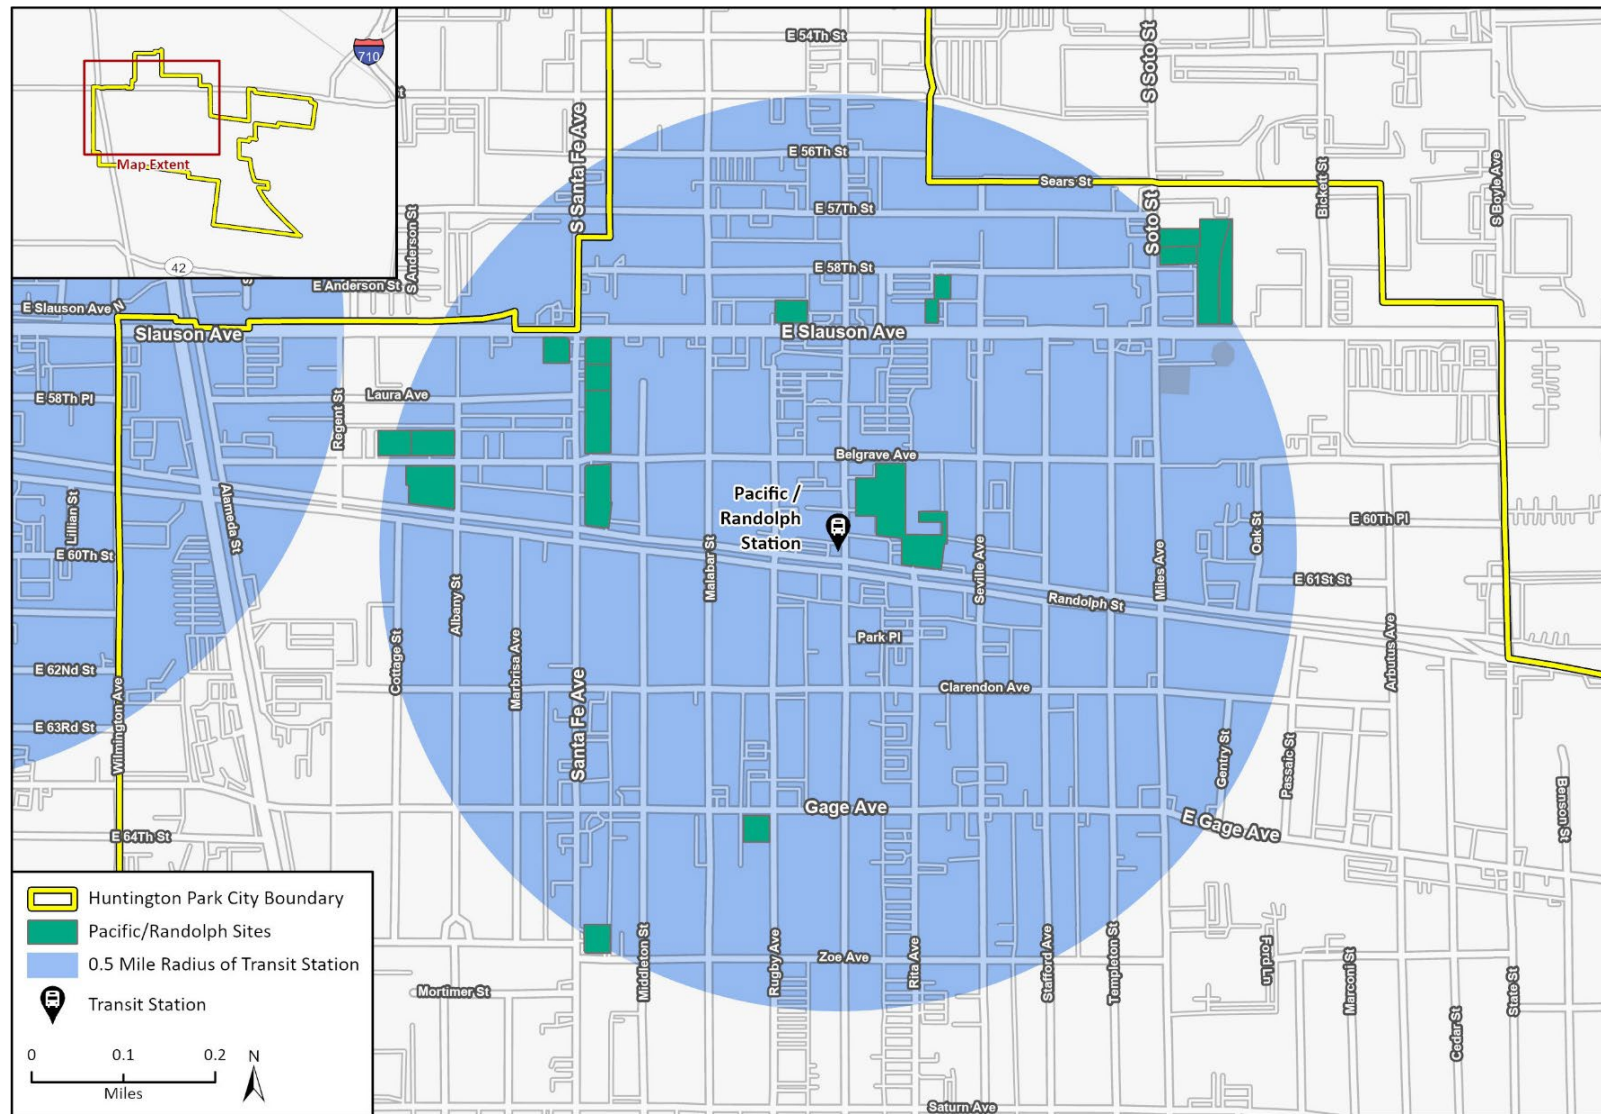 710
Map Extent
42
E 54Th St
S Soto St
S Santa Fe Ave
E 56Th St
Sears St
Bickett St
S Boyle Ave
E 57Th St
Soto St
S Anderson St
E 58Th St
E Anderson St
E Slauson Ave
Slauson Ave
E Slauson Ave
E 58Th Pl
Regent St
Laura Ave
Belgrave Ave
Pacific /
Randolph
Station
Lillian St
Alameda St
E 60Th St
Malabar St
Seville Ave
Miles Ave
Oak St
E 60Th Pl
E 61St St
Randolph St
Albany St
Park Pl
Cottage St
Marbrisa Ave
Arbutus Ave
E 62Nd St
Wilmington Ave
Santa Fe Ave
Clarendon Ave
E 63Rd St
Gentry St
Passaic St
Benson St
Gage Ave
E Gage Ave
E 64Th St
Huntington Park City Boundary
Pacific/Randolph Sites
0.5 Mile Radius of Transit Station
Transit Station
0 0.1 0.2
Miles
N
Mortimer St
Middleton St
Rugby Ave
Zoe Ave
Rita Ave
Stafford Ave
Templeton St
Ford Ln
Marconi St
Cedar St
State St
Saturn Ave